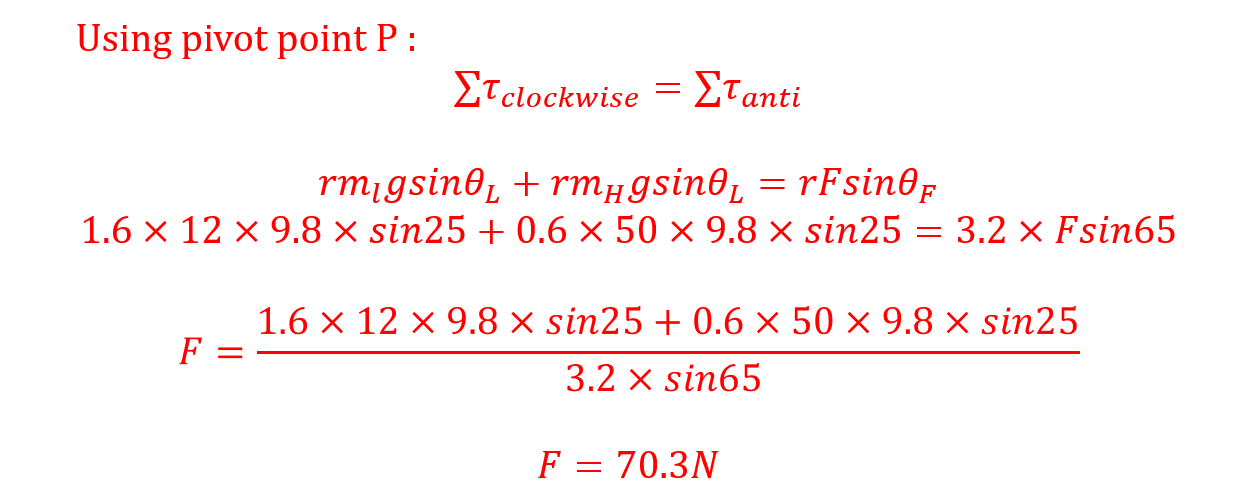 Using pivot point P :
∑τ_clockwise = ∑τ_anti
rm_l gsinθ_L + rm_H gsinθ_L = rFsinθ_F
1.6 × 12 × 9.8 × sin25 + 0.6 × 50 × 9.8 × sin25 = 3.2 × Fsin65
F = (1.6 × 12 × 9.8 × sin25 + 0.6 × 50 × 9.8 × sin25) / (3.2 × sin65)
F = 70.3N